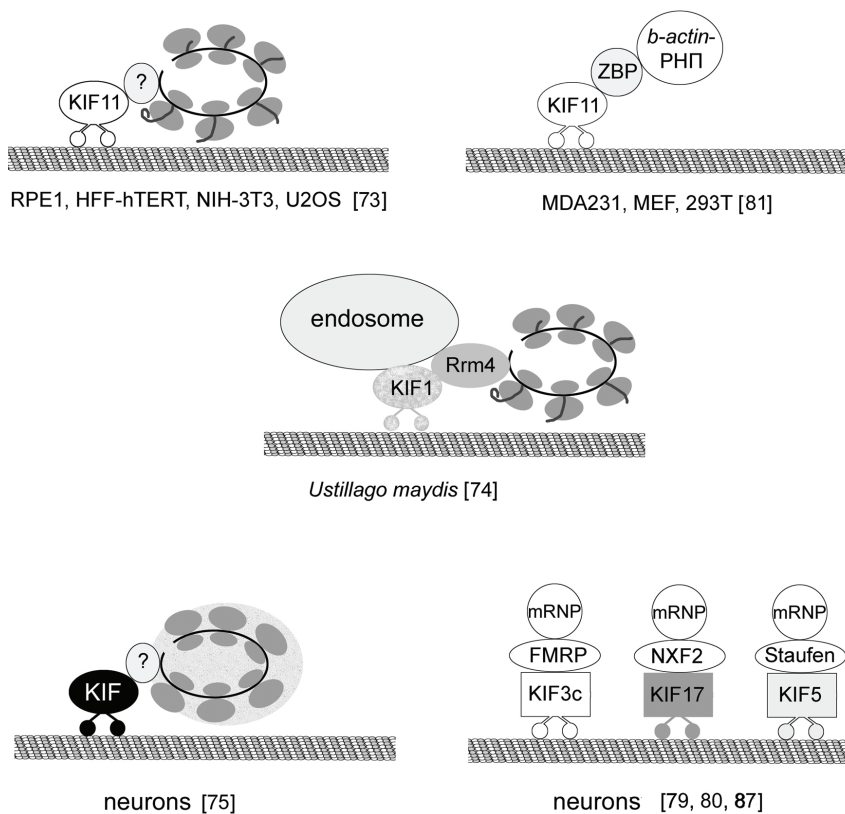 ?
KIF11
RPE1, HFF-hTERT, NIH-3T3, U2OS [73]
b-actin-
РНП
ZBP
KIF11
MDA231, MEF, 293T [81]
endosome
Rrm4
KIF1
Ustillago maydis [74]
?
KIF
neurons [75]
mRNP mRNP mRNP
FMRP NXF2 Staufen
KIF3c KIF17 KIF5
neurons [79, 80, 87]